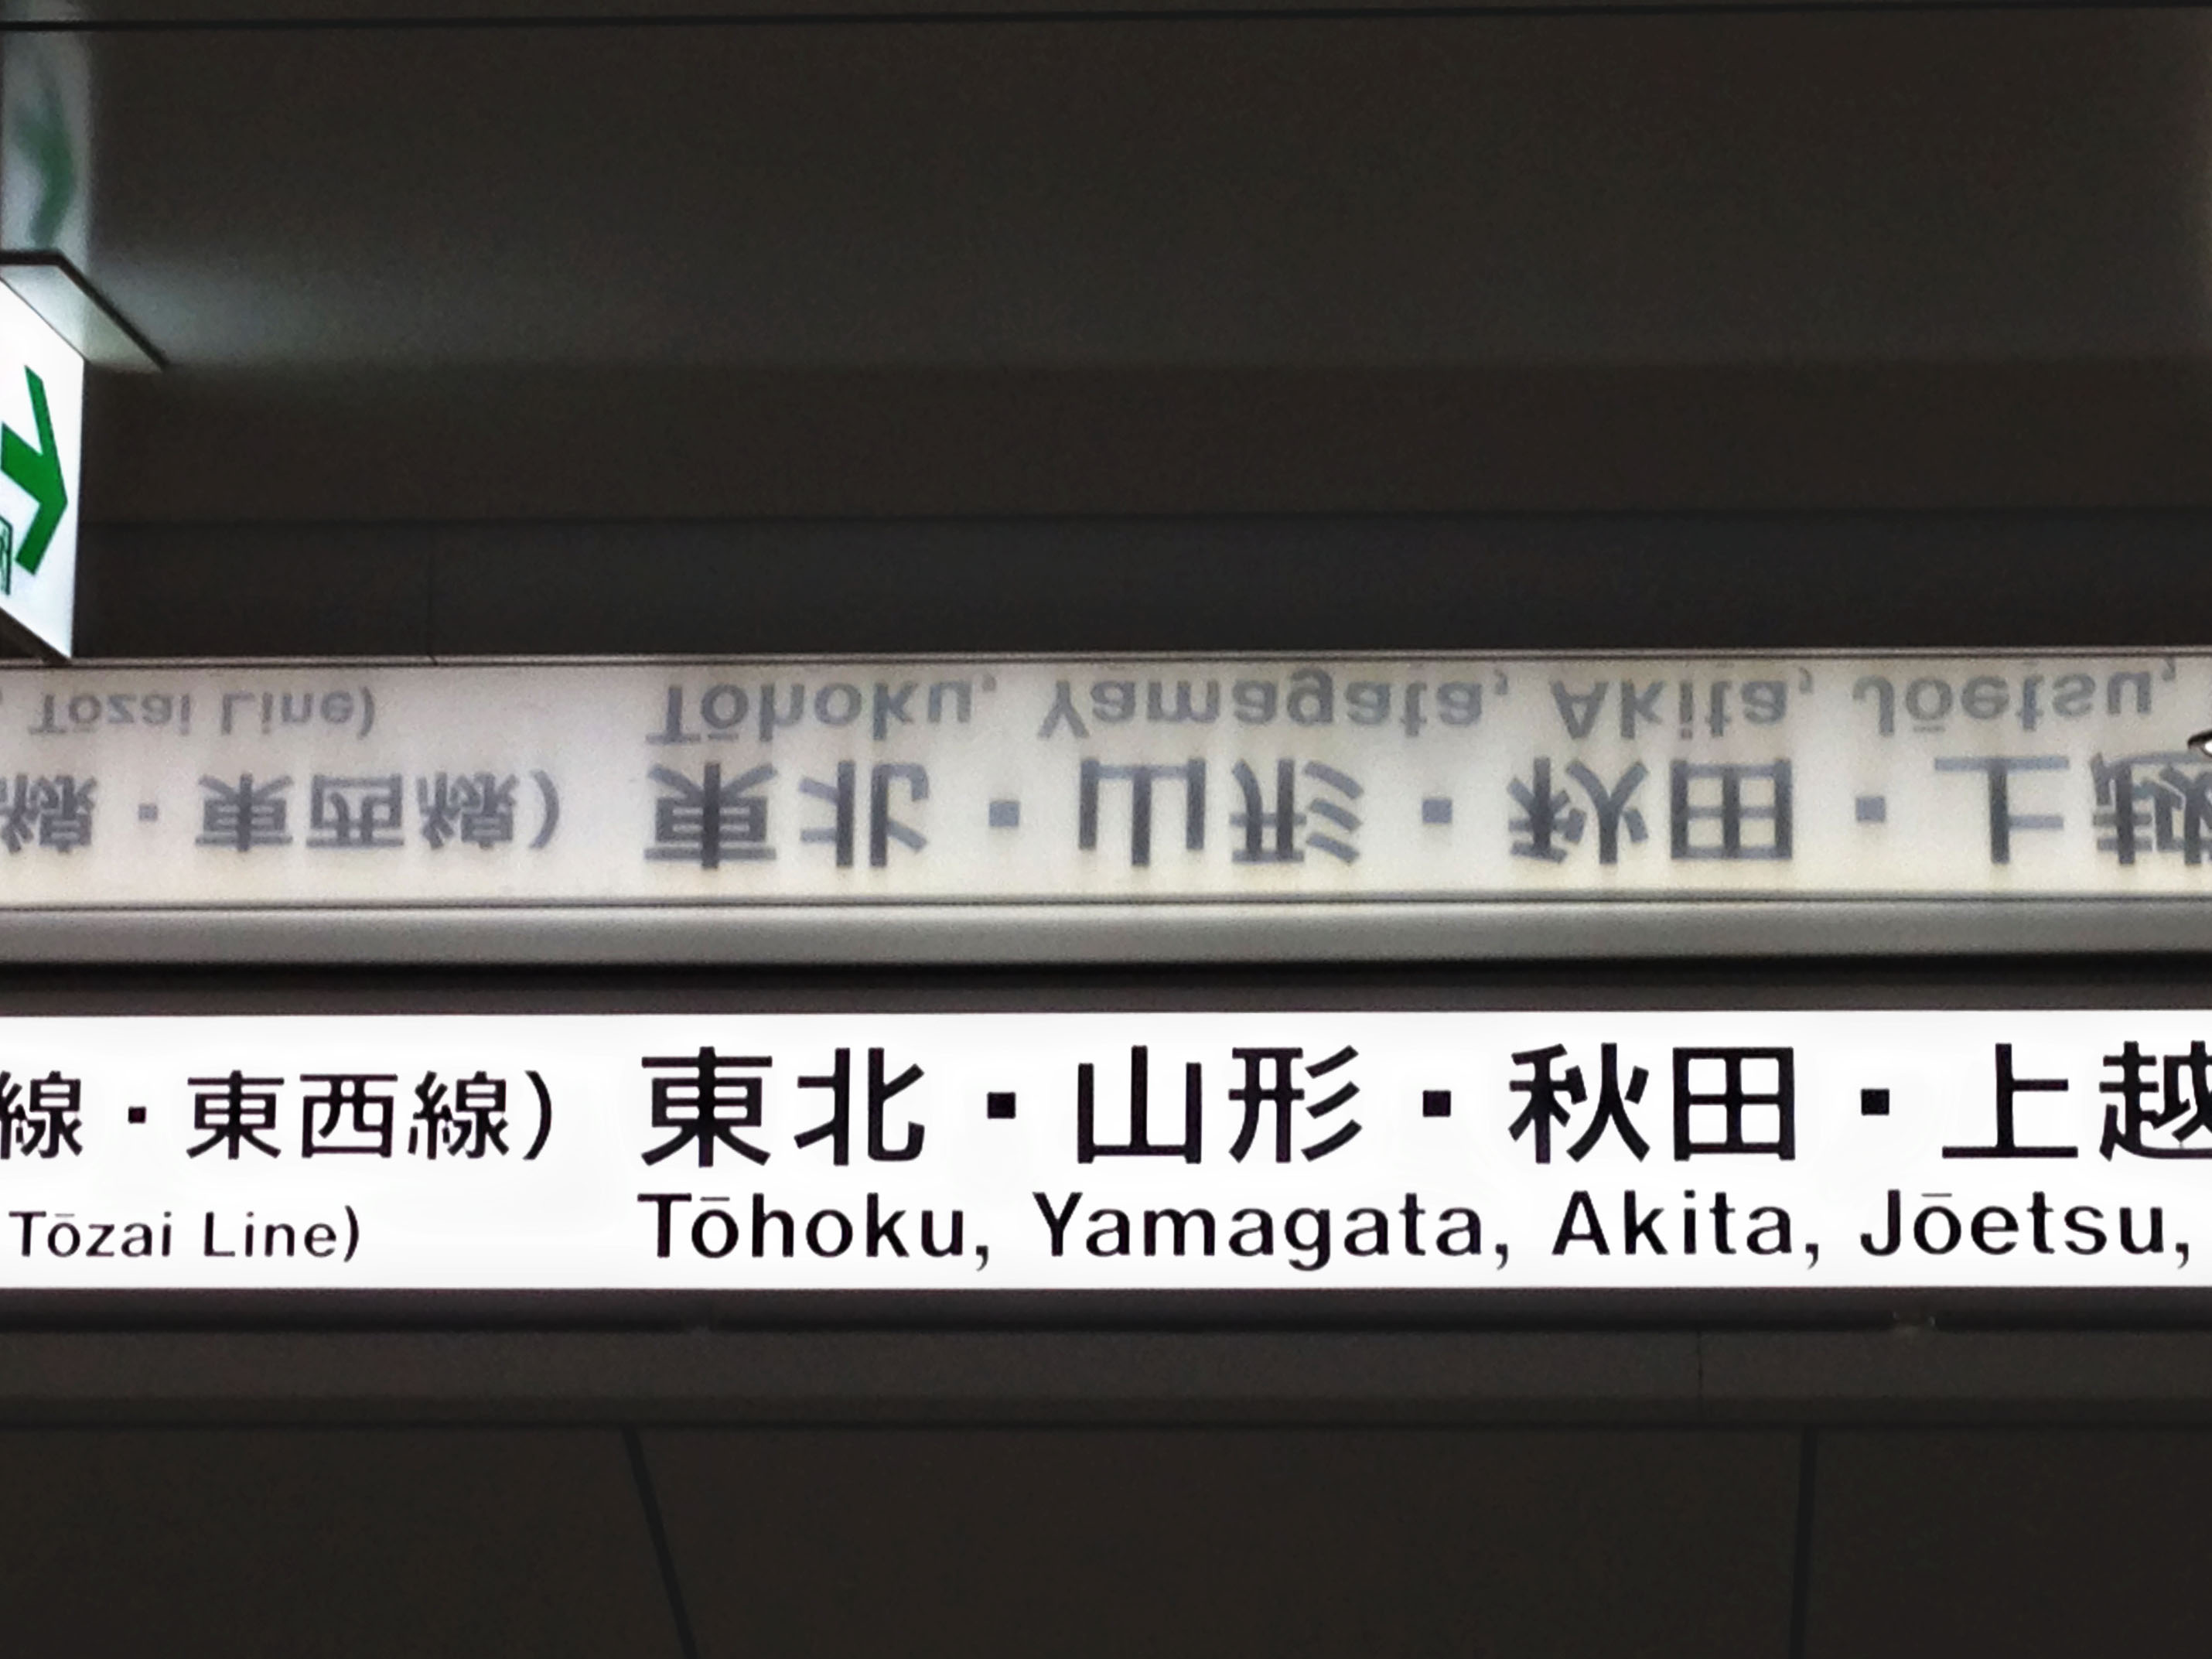 線・東西線) 東北・山形・秋田・上越
Tōzai Line) Tōhoku, Yamagata, Akita, Jōetsu,